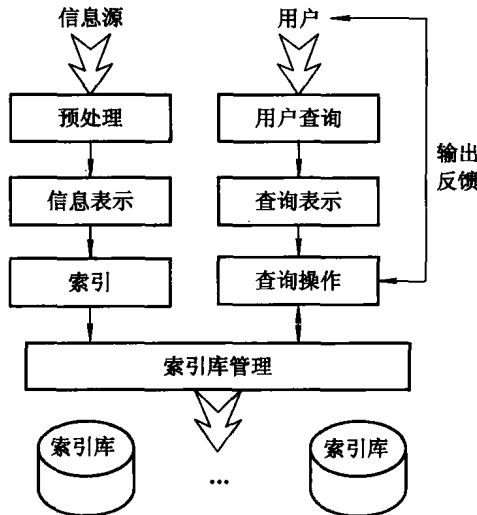 信息源
用户
预处理
用户查询
输出
反馈
信息表示
查询表示
索引
查询操作
索引库管理
索引库
...
索引库